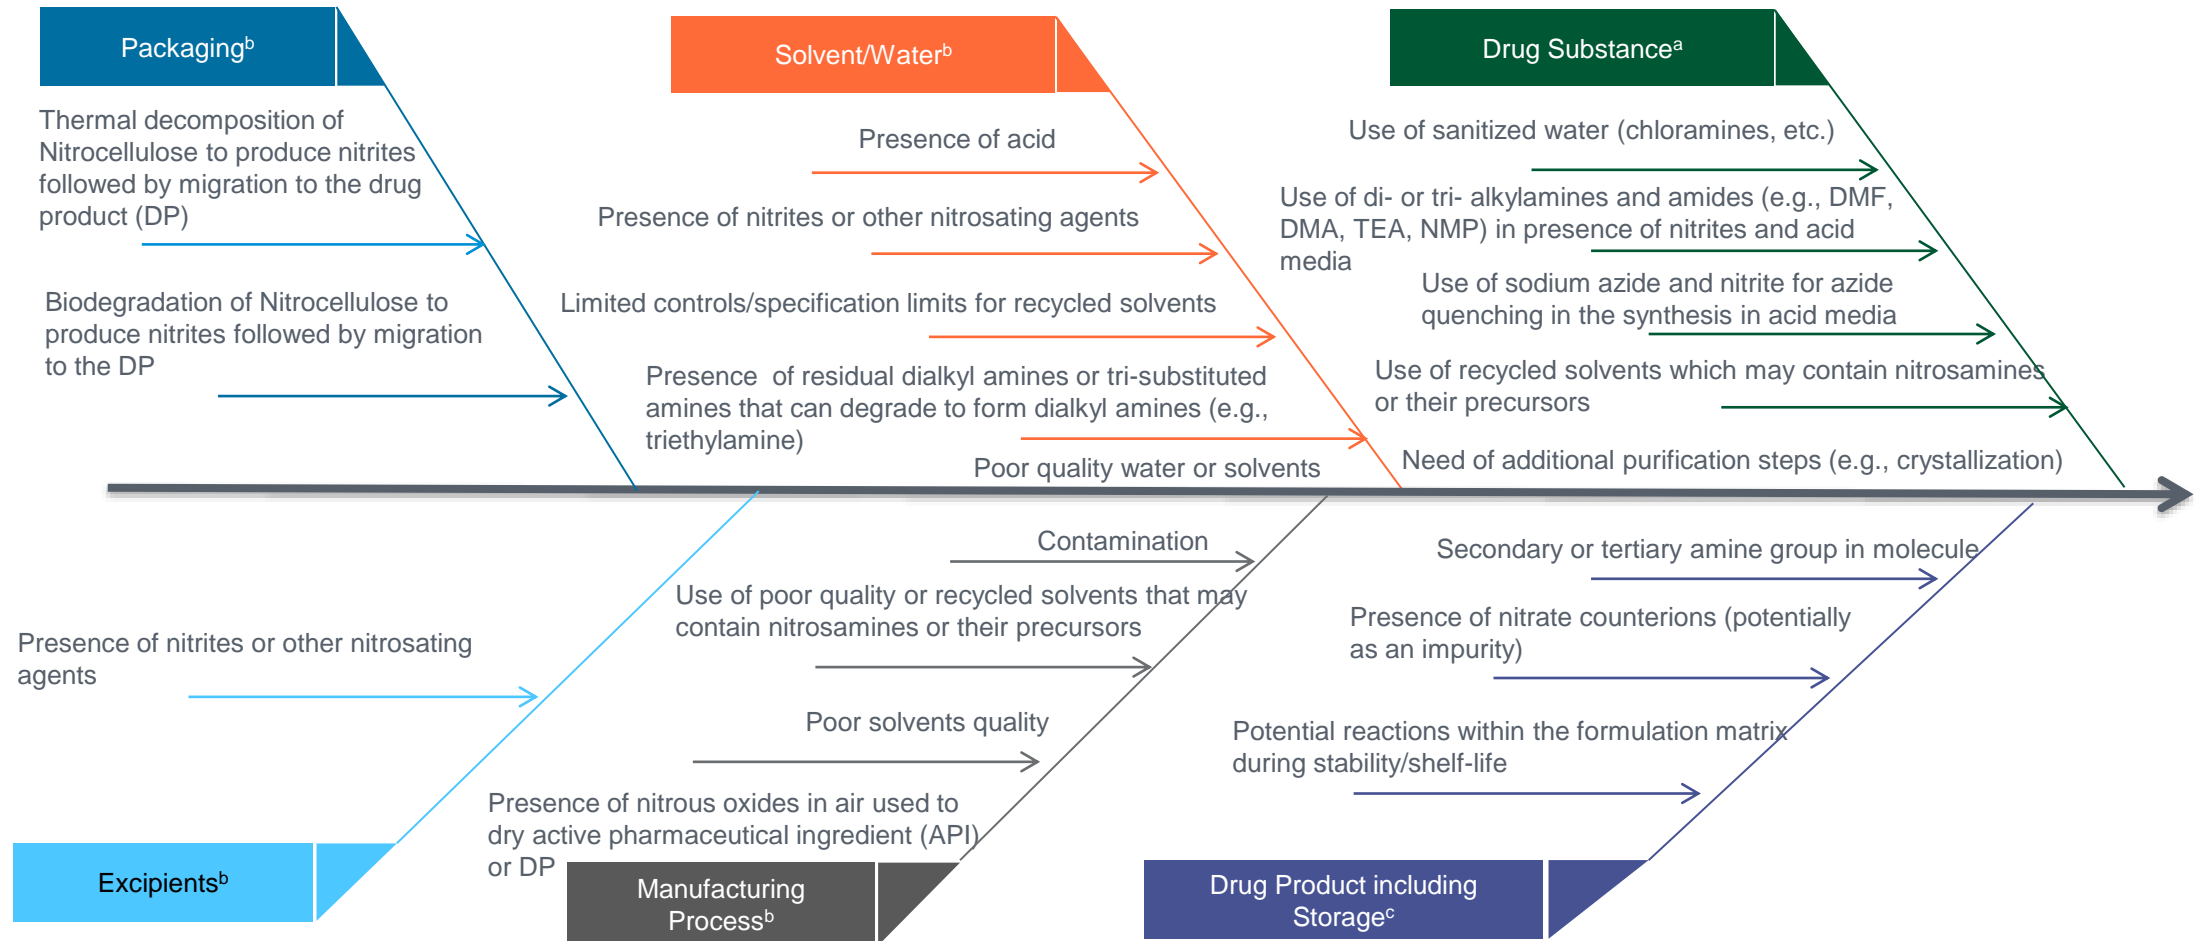 Packagingᵇ
Thermal decomposition of
Nitrocellulose to produce nitrites
followed by migration to the drug
product (DP)
Biodegradation of Nitrocellulose to
produce nitrites followed by migration
to the DP
Solvent/Waterᵇ
Presence of acid
Presence of nitrites or other nitrosating agents
Limited controls/specification limits for recycled solvents
Presence  of residual dialkyl amines or tri-substituted
amines that can degrade to form dialkyl amines (e.g.,
triethylamine)
Poor quality water or solvents
Drug Substanceᵃ
Use of sanitized water (chloramines, etc.)
Use of di- or tri- alkylamines and amides (e.g., DMF,
DMA, TEA, NMP) in presence of nitrites and acid
media
Use of sodium azide and nitrite for azide
quenching in the synthesis in acid media
Use of recycled solvents which may contain nitrosamines
or their precursors
Need of additional purification steps (e.g., crystallization)
Presence of nitrites or other nitrosating
agents
Excipientsᵇ
Contamination
Use of poor quality or recycled solvents that may
contain nitrosamines or their precursors
Poor solvents quality
Presence of nitrous oxides in air used to
dry active pharmaceutical ingredient (API)
or DP
Manufacturing
Processᵇ
Secondary or tertiary amine group in molecule
Presence of nitrate counterions (potentially
as an impurity)
Potential reactions within the formulation matrix
during stability/shelf-life
Drug Product including
Storageᶜ